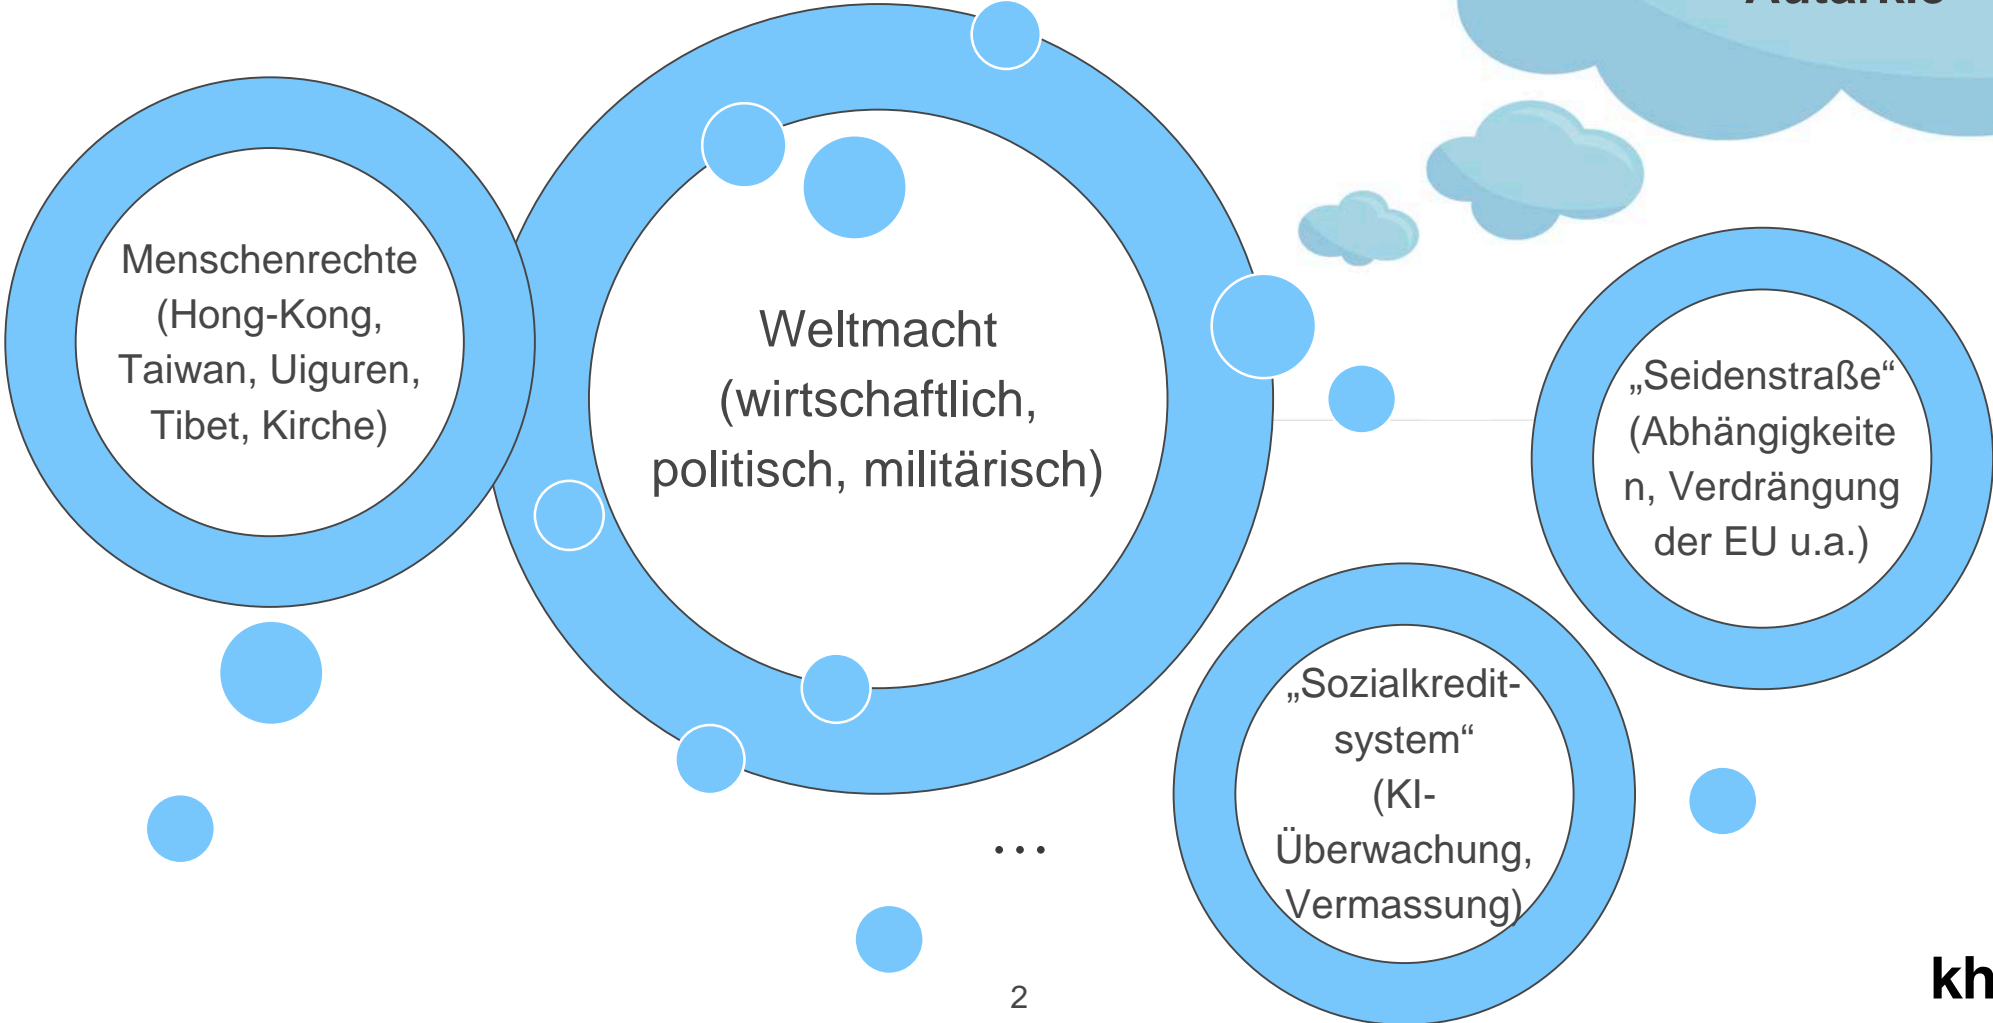 Autarkie
Menschenrechte
(Hong-Kong,
Taiwan, Uiguren,
Tibet, Kirche)
Weltmacht
(wirtschaftlich,
politisch, militärisch)
„Seidenstraße“
(Abhängigkeite
n, Verdrängung
der EU u.a.)
„Sozialkredit-
system“
(KI-
Überwachung,
Vermassung)
...
2
kh